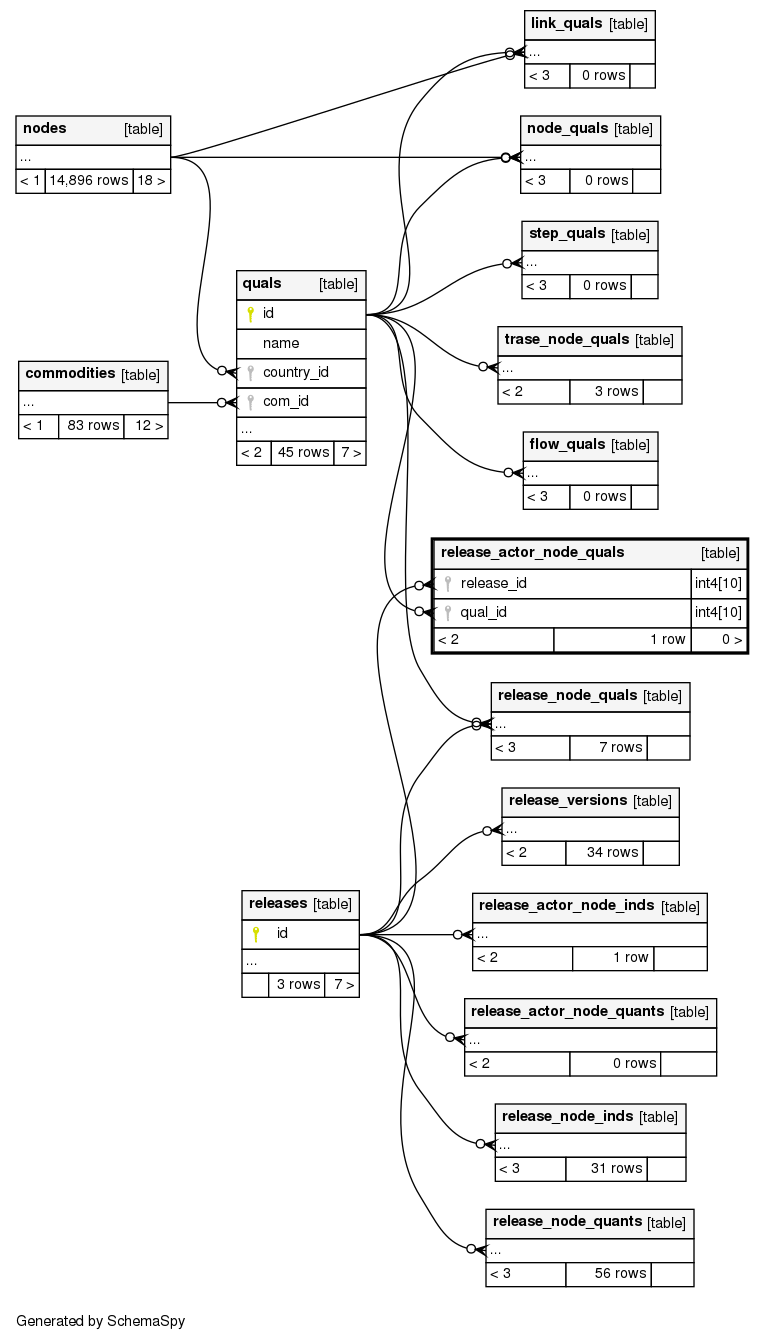 link_quals [table]
...
< 3 0 rows
nodes [table]
...
< 1 14,896 rows 18 >
node_quals [table]
...
< 3 0 rows
step_quals [table]
...
< 3 0 rows
quals [table]
id
name
country_id
com_id
...
< 2 45 rows 7 >
trase_node_quals [table]
...
< 2 3 rows
commodities [table]
...
< 1 83 rows 12 >
flow_quals [table]
...
< 3 0 rows
release_actor_node_quals [table]
release_id int4[10]
qual_id int4[10]
< 2 1 row 0 >
release_node_quals [table]
...
< 3 7 rows
release_versions [table]
...
< 2 34 rows
releases [table]
id
...
3 rows 7 >
release_actor_node_inds [table]
...
< 2 1 row
release_actor_node_quants [table]
...
< 2 0 rows
release_node_inds [table]
...
< 3 31 rows
release_node_quants [table]
...
< 3 56 rows
Generated by SchemaSpy